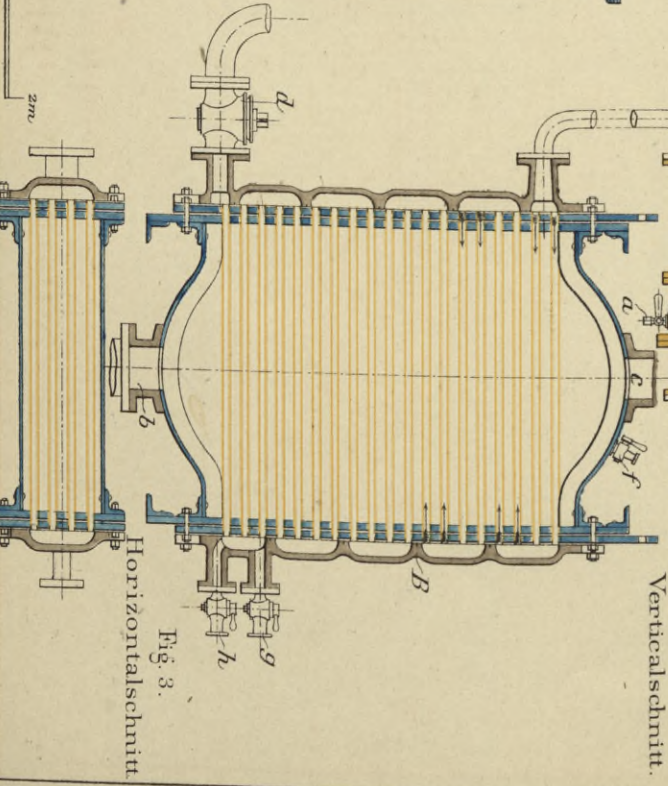 Verticalschnitt.
a
c
f
d
B
b
g
h
Fig. 3.
Horizontalschnitt
2m